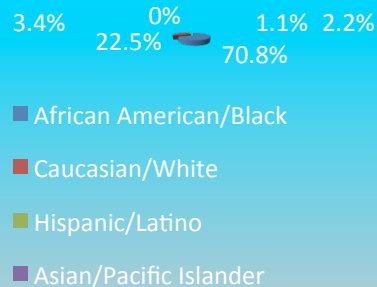 3.4% 0% 1.1% 2.2%
22.5% 70.8%
African American/Black
Caucasian/White
Hispanic/Latino
Asian/Pacific Islander